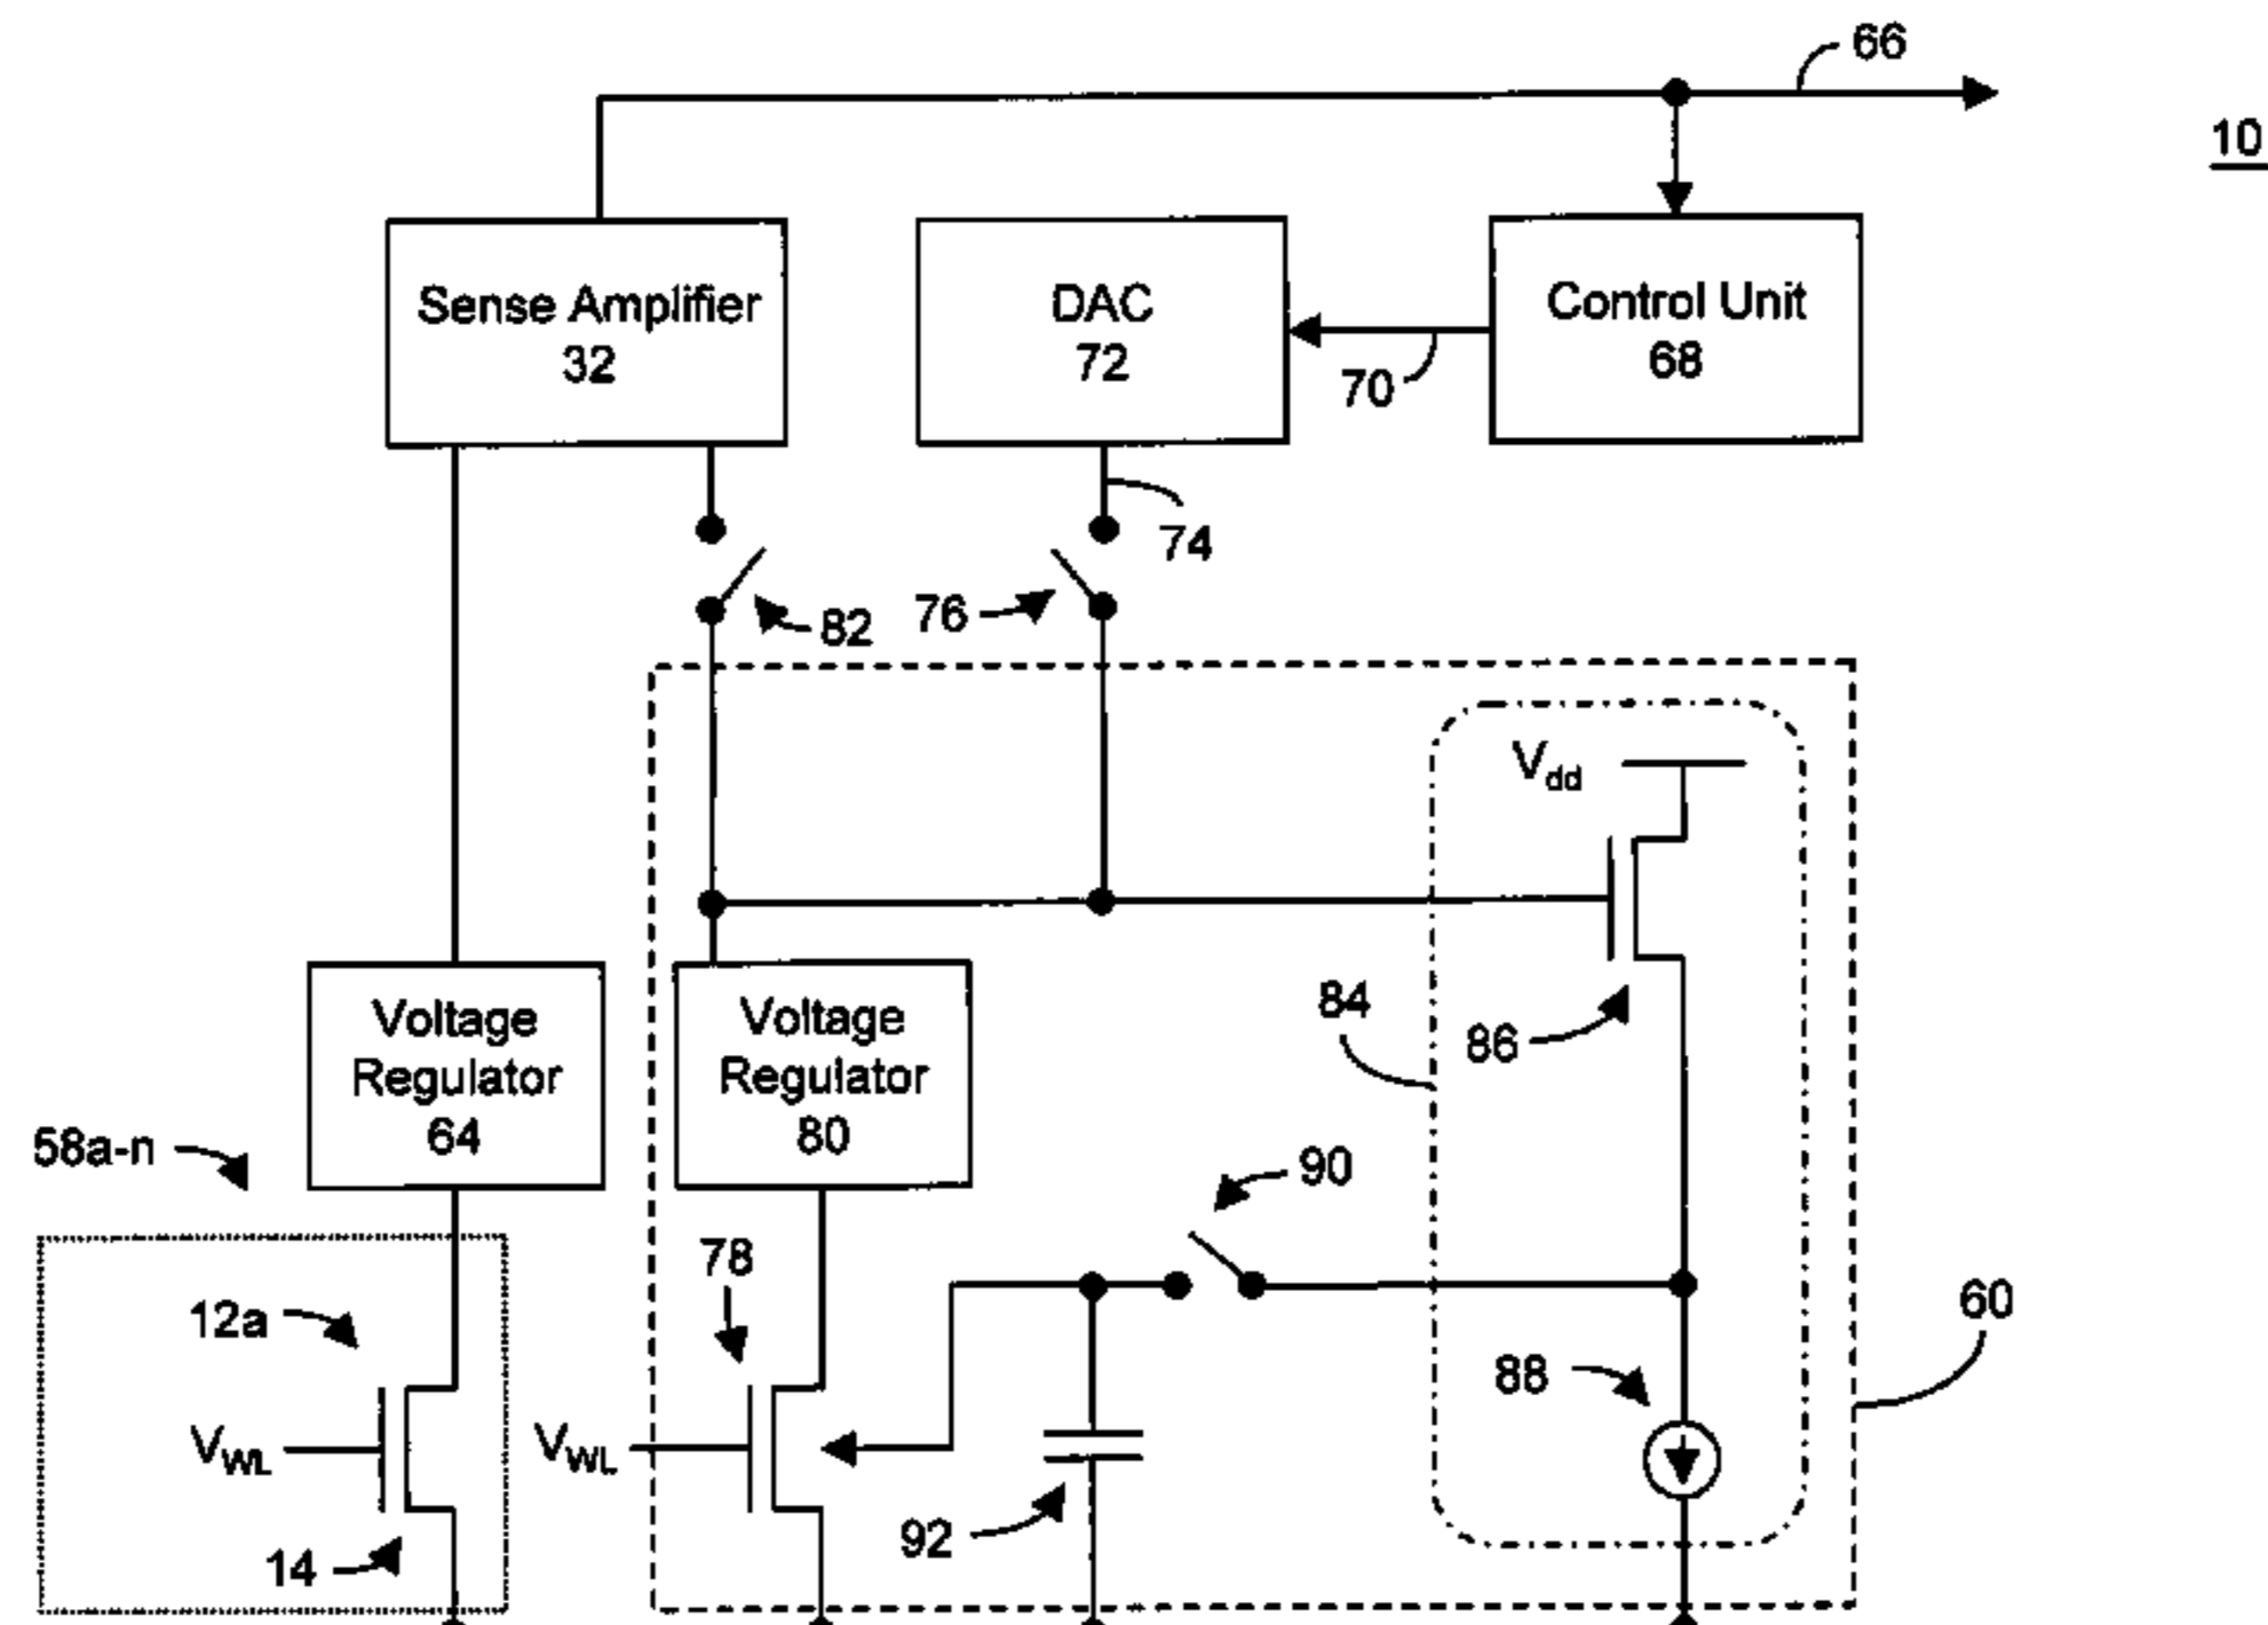 66
10
Sense Amplifier
32
DAC
72
Control Unit
68
70
74
82
76
Vdd
84
86
Voltage
Regulator
64
Voltage
Regulator
80
58a-n
90
78
12a
60
88
VWL
VWL
92
14